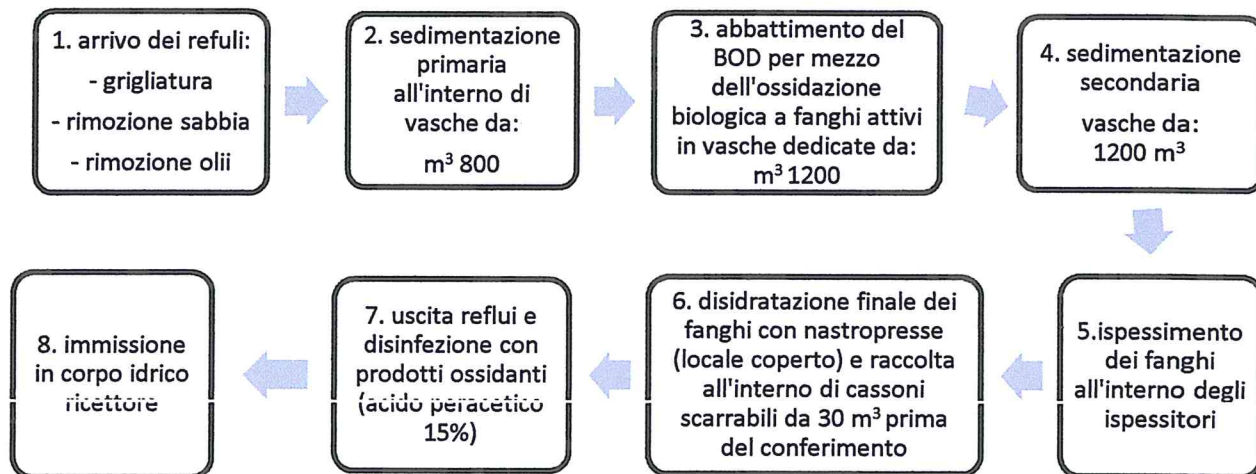 1. arrivo dei refuli:
- grigliatura
- rimozione sabbia
- rimozione olii
2. sedimentazione
primaria
all'interno di
vasche da:
m³ 800
3. abbattimento del
BOD per mezzo
dell'ossidazione
biologica a fanghi attivi
in vasche dedicate da:
m³ 1200
4. sedimentazione
secondaria
vasche da:
1200 m³
5.ispessimento
dei fanghi
all'interno degli
ispessitori
6. disidratazione finale dei
fanghi con nastropresse
(locale coperto) e raccolta
all'interno di cassoni
scarrabili da 30 m³ prima
del conferimento
7. uscita reflui e
disinfezione con
prodotti ossidanti
(acido peracetico
15%)
8. immissione
in corpo idrico
ricettore